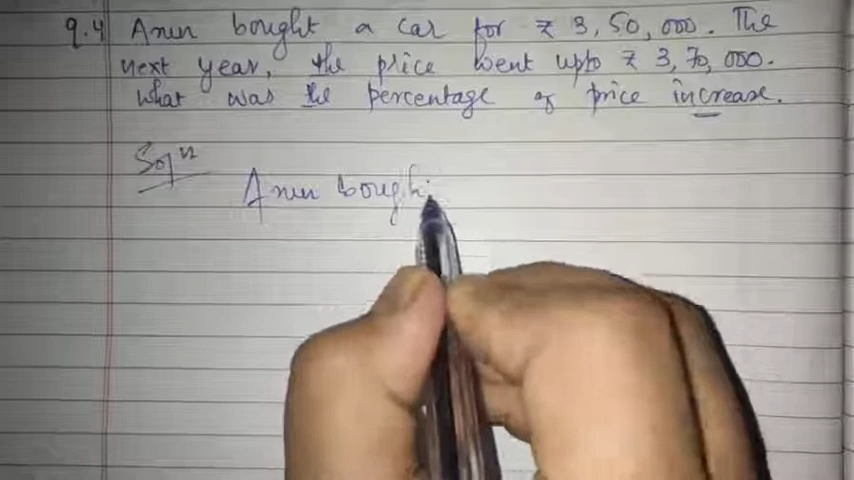 Q.4 Arun bought a car for ₹ 3,50,000. The
next year, the price went upto ₹ 3,70,000.
What was the percentage of price increase.
Solⁿ
Arun bough